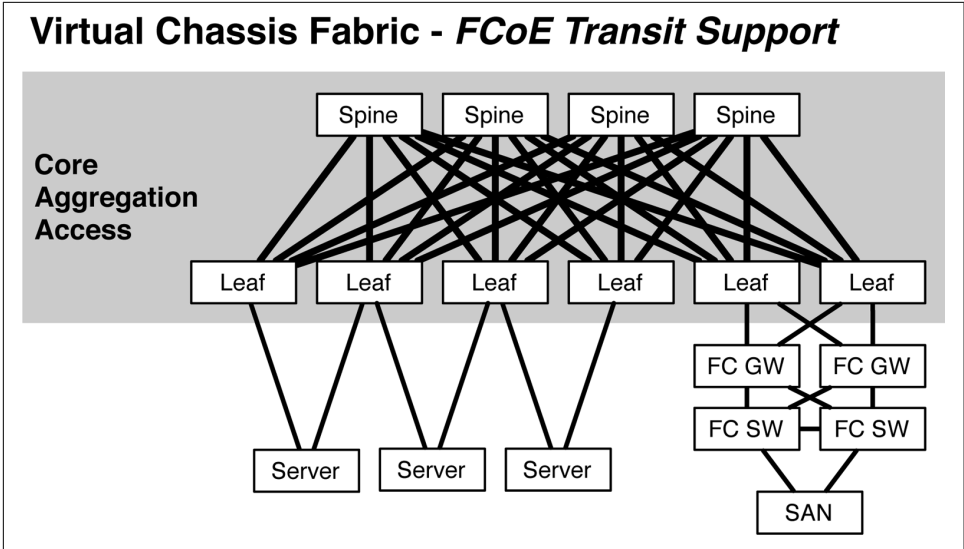 Virtual Chassis Fabric - FCoE Transit Support
Spine Spine Spine Spine
Core
Aggregation
Access
Leaf Leaf Leaf Leaf Leaf Leaf
FC GW FC GW
FC SW FC SW
Server Server Server
SAN